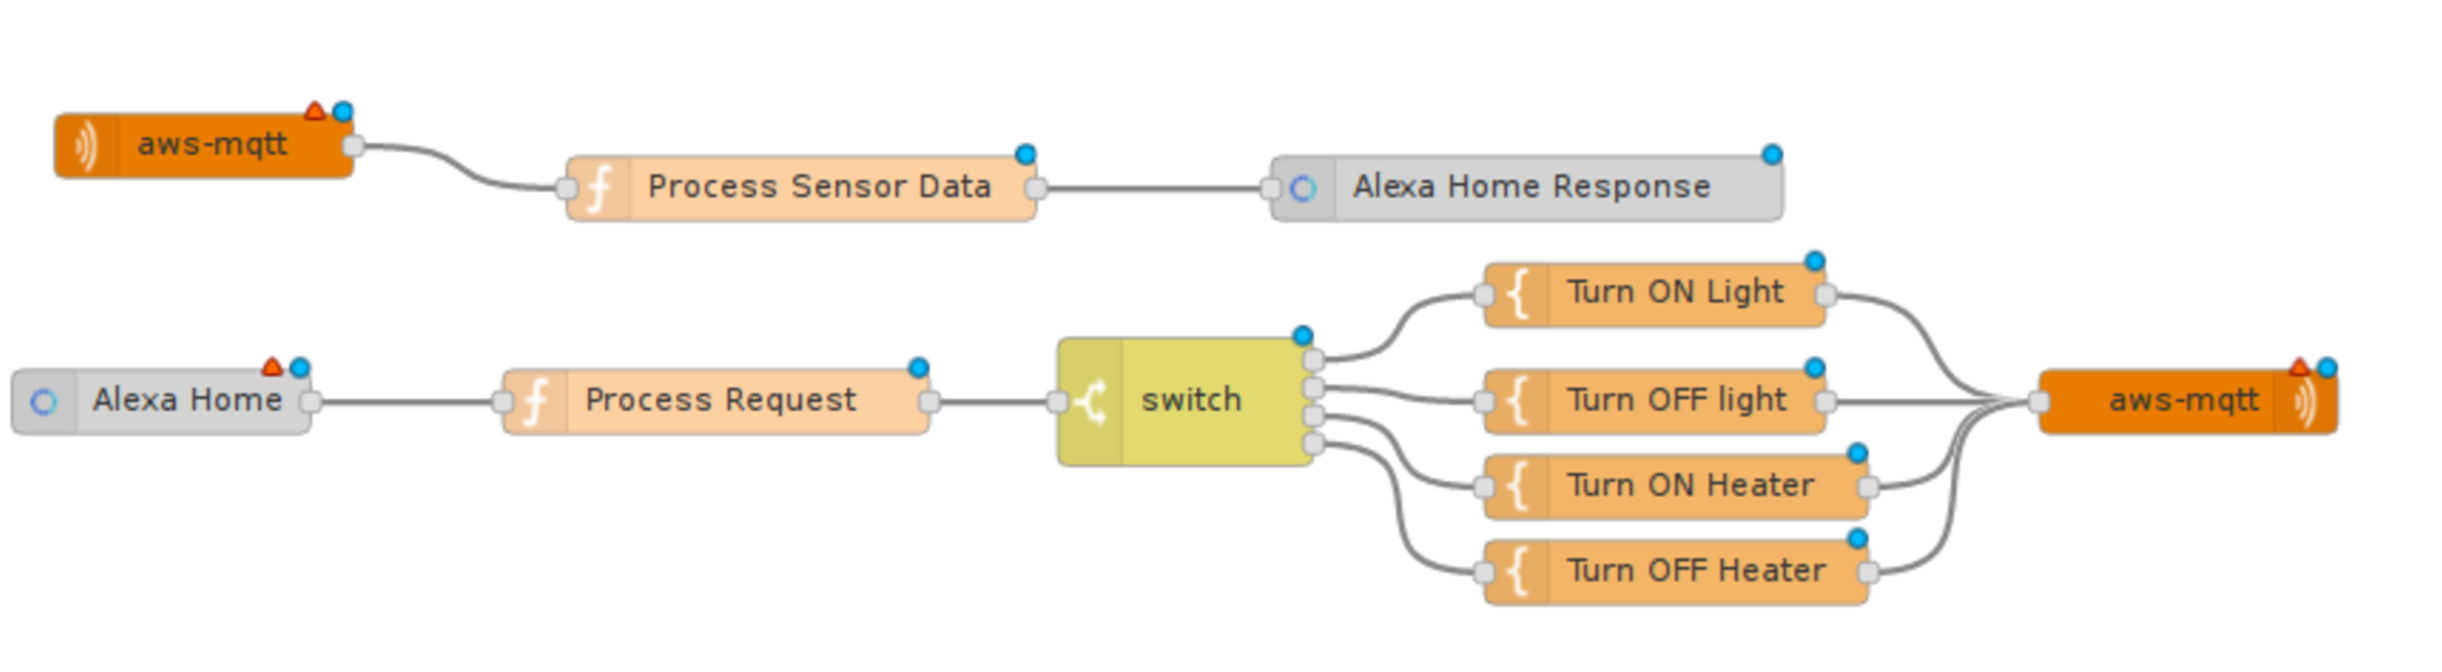 aws-mqtt
Process Sensor Data
Alexa Home Response
Turn ON Light
Alexa Home
Process Request
switch
Turn OFF light
aws-mqtt
Turn ON Heater
Turn OFF Heater